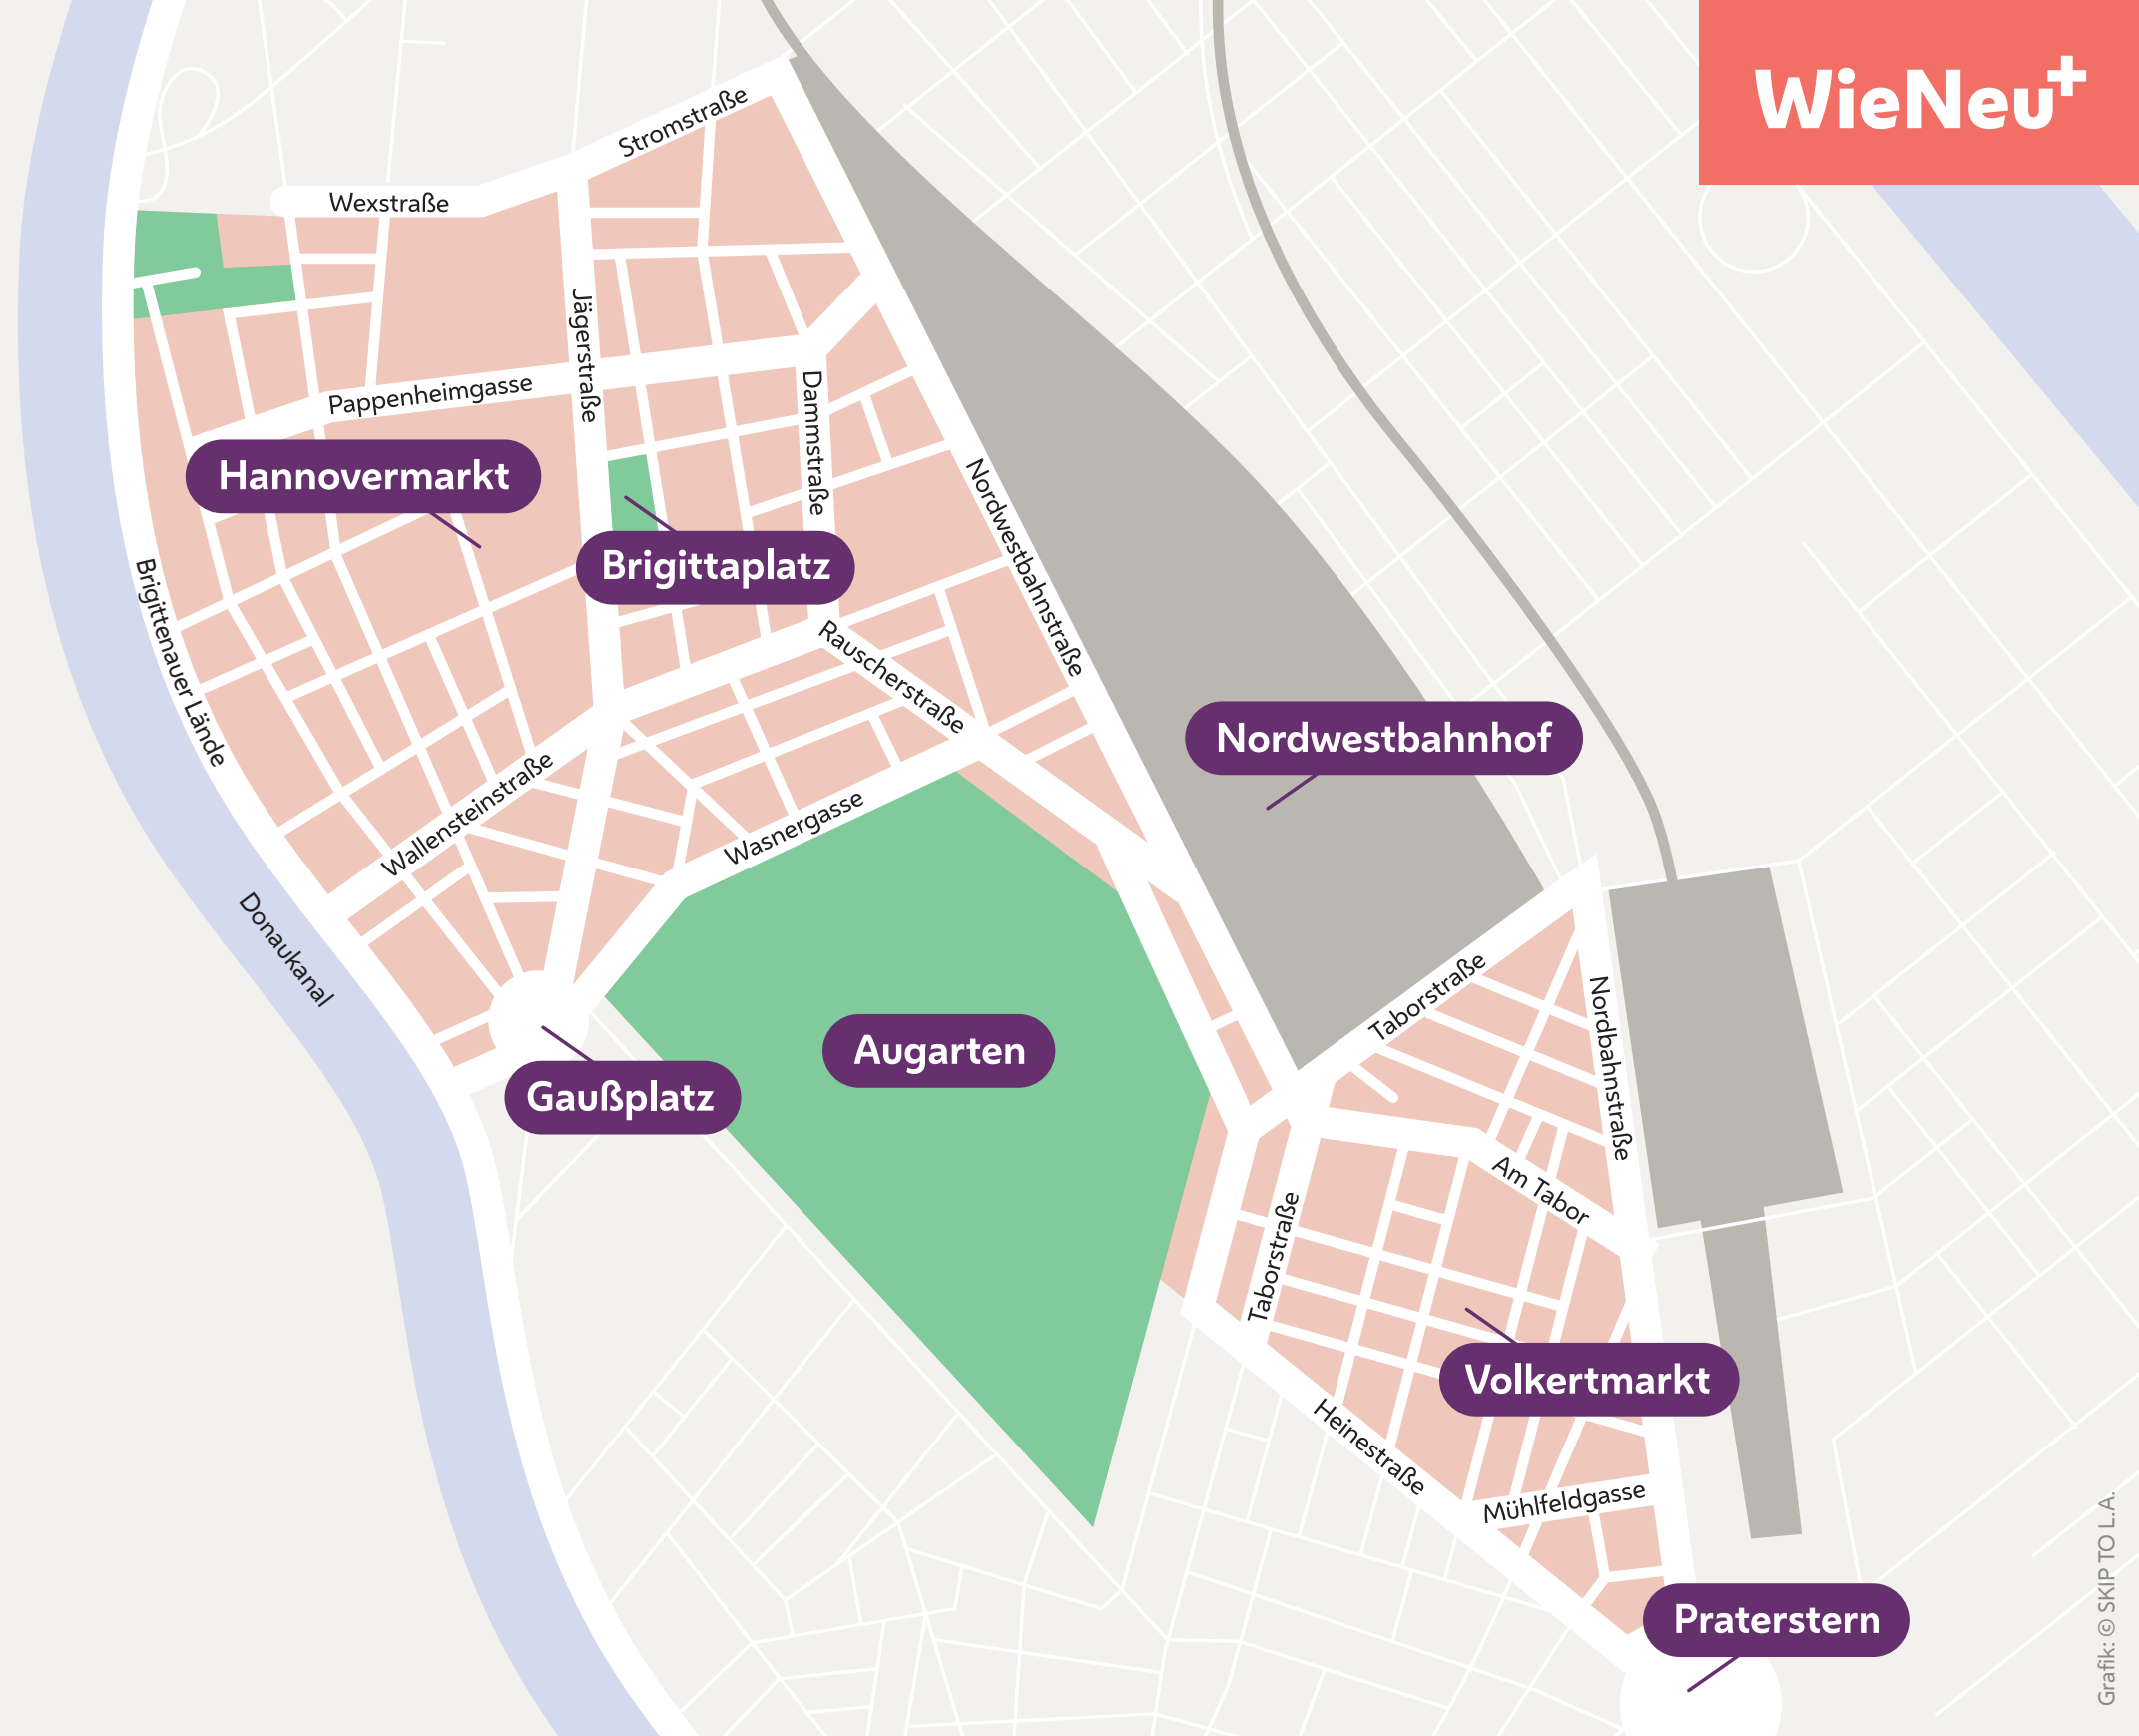 WieNeu+
Stromstraße
Wexstraße
Jägerstraße
Pappenheimgasse
Dammstraße
Hannovermarkt
Nordwestbahnstraße
Brigittaplatz
Brigittenauer Lände
Rauscherstraße
Nordwestbahnhof
Wallensteinstraße
Wasnergasse
Donaukanal
Taborstraße
Nordbahnstraße
Augarten
Gaußplatz
Am Tabor
Taborstraße
Volkertmarkt
Heinestraße
Mühlfeldgasse
Praterstern
Grafik: © SKIP TO L.A.